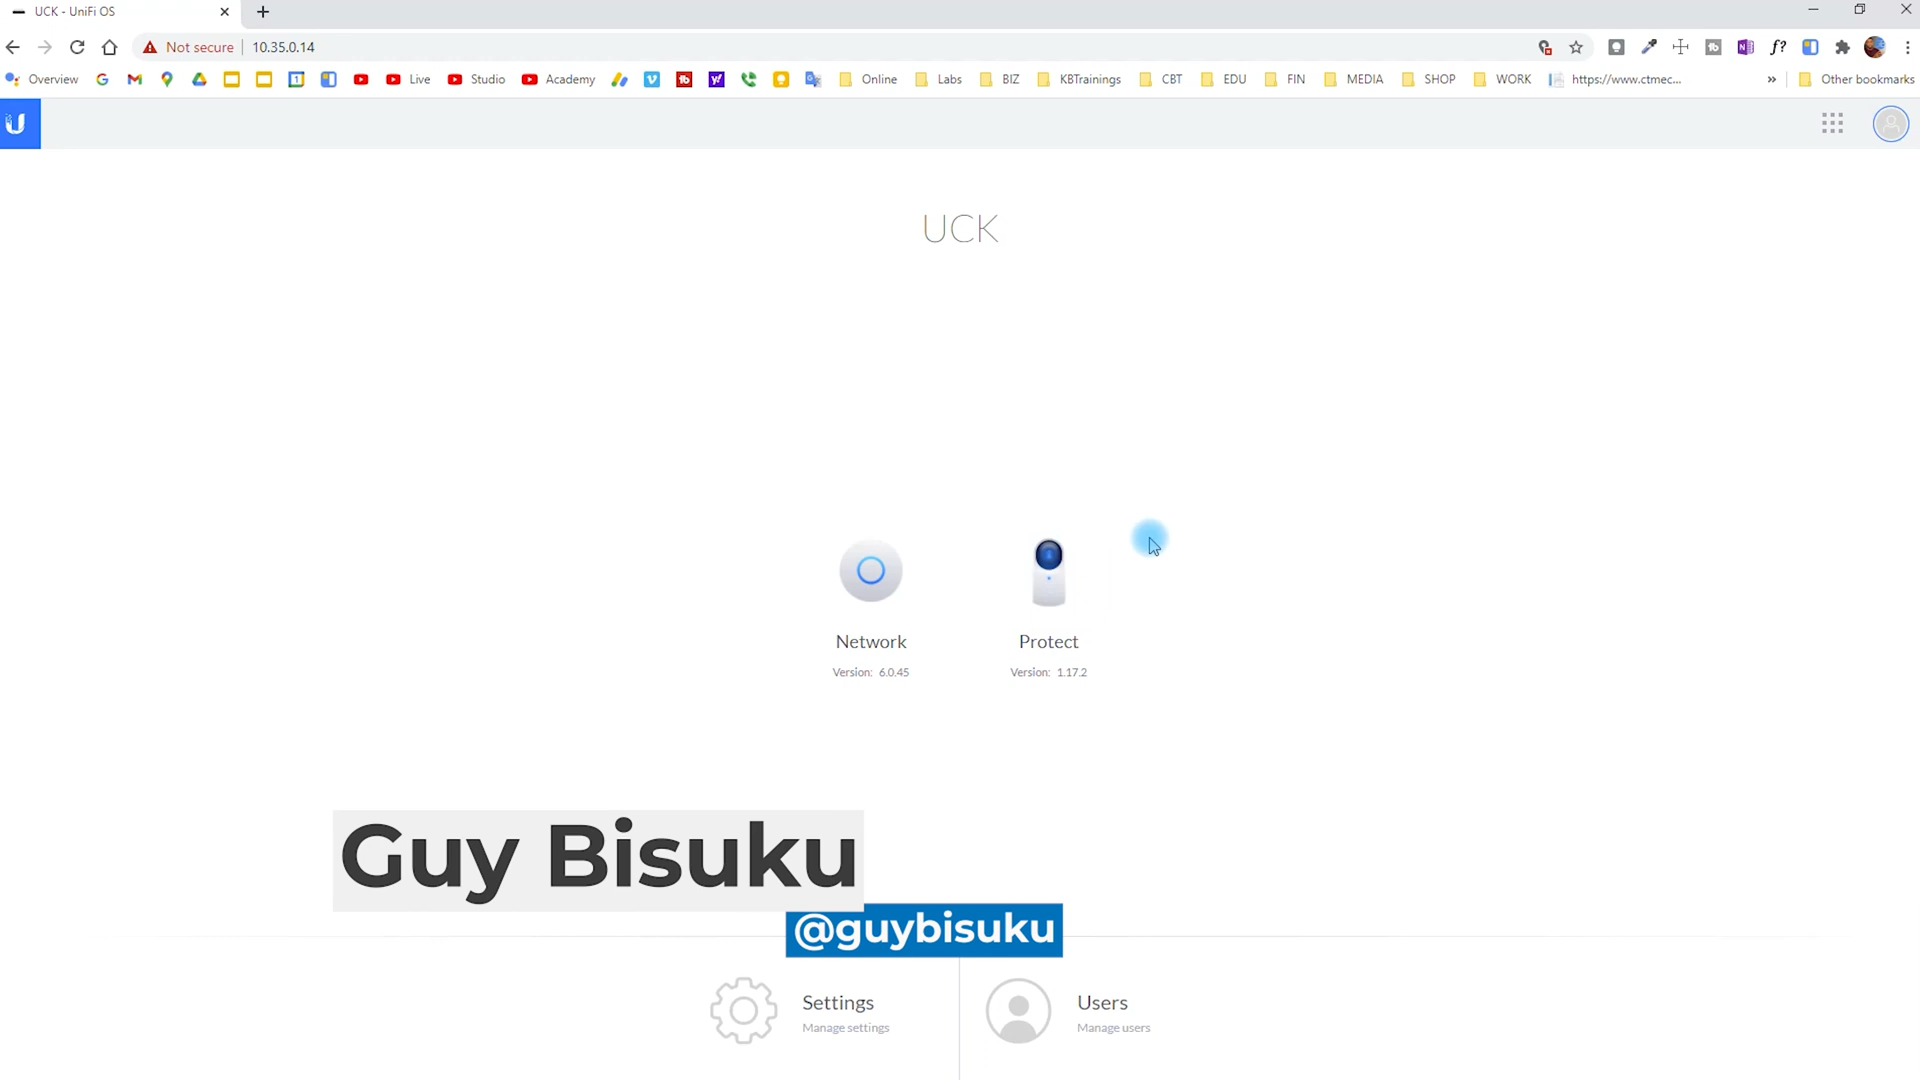 UCK - UniFi OS
Not secure 10.35.0.14
Overview Live Studio Academy Online Labs BIZ KBTrainings CBT EDU FIN MEDIA SHOP WORK https://www.ctmec... » Other bookmarks
UCK
Network Protect
Version: 6.0.45 Version: 1.17.2
Guy Bisuku
@guybisuku
Settings Users
Manage settings Manage users